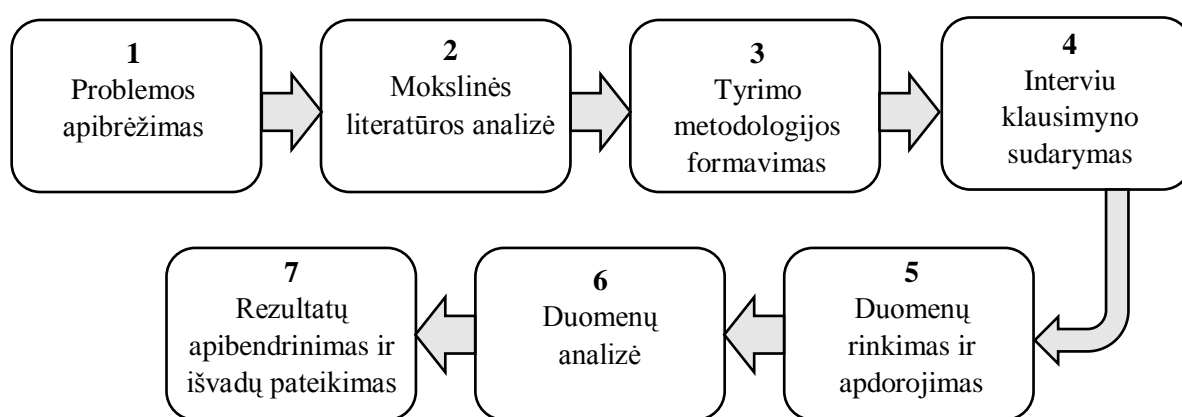 1
Problemos
apibrėžimas
2
Mokslinės
literatūros analizė
3
Tyrimo
metodologijos
formavimas
4
Interviu
klausimyno
sudarymas
5
Duomenų
rinkimas ir
apdorojimas
6
Duomenų
analizė
7
Rezultatų
apibendrinimas ir
išvadų pateikimas